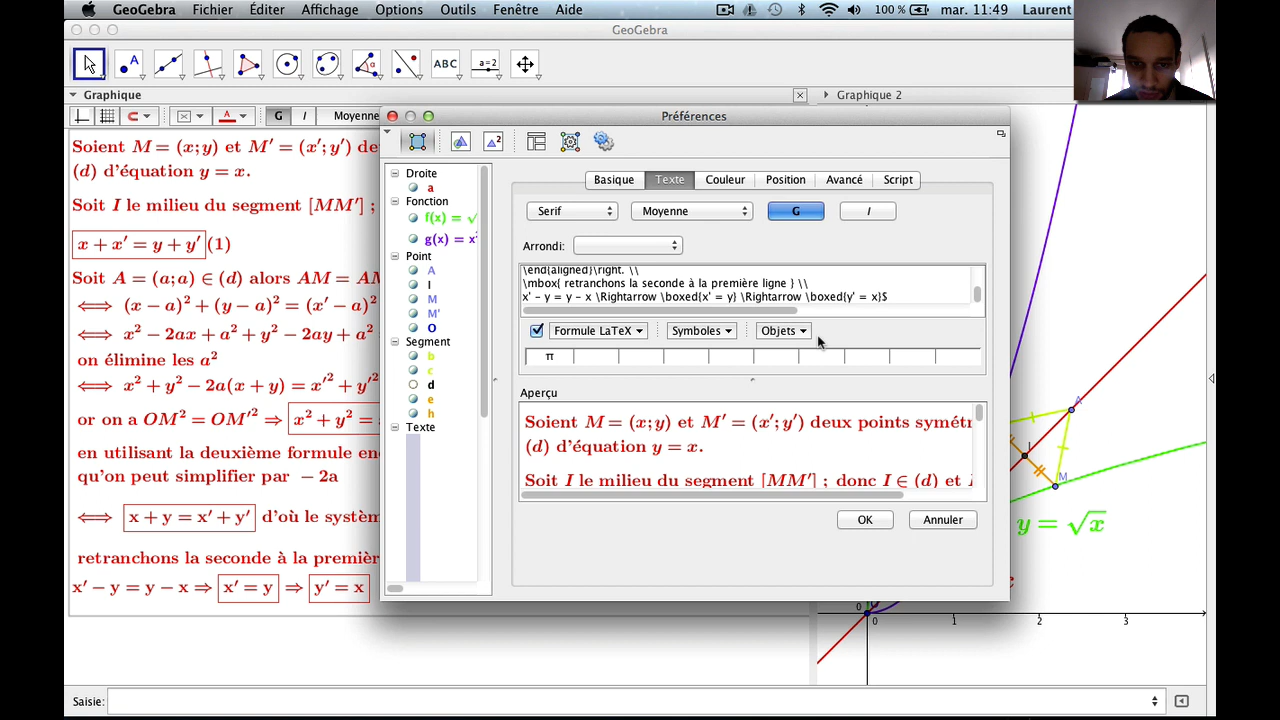 GeoGebra Fichier Éditer Affichage Options Outils Fenêtre Aide 100 % mar. 11:49 Laurent
GeoGebra
A ABC a=2
Graphique
Graphique 2
A G I Moyenne
Préférences
Soient M = (x; y) et M′ = (x′; y′) de
(d) d'équation y = x.
Soit I le milieu du segment [MM′] ;
x + x′ = y + y′ (1)
Soit A = (a; a) ∈ (d) alors AM = AM
⟺ (x − a)² + (y − a)² = (x′ − a)
⟺ x² − 2ax + a² + y² − 2ay + a²
on élimine les a²
⟺ x² + y² − 2a(x + y) = x′² + y′²
or on a OM² = OM′² ⇒ x² + y² =
en utilisant la deuxième formule en
qu'on peut simplifier par − 2a
⟺ x + y = x′ + y′ d'où le systèm
retranchons la seconde à la premièr
x′ − y = y − x ⇒ x′ = y ⇒ y′ = x
Droite
a
Fonction
f(x) = √
g(x) = x²
Point
A
I
M
M'
O
Segment
b
c
d
e
h
Texte
Basique Texte Couleur Position Avancé Script
Serif Moyenne G I
Arrondi:
\end{aligned}\right. \\
\mbox{ retranchons la seconde à la première ligne } \\
x' - y = y - x \Rightarrow \boxed{x' = y} \Rightarrow \boxed{y' = x}$
Formule LaTeX Symboles Objets
π
Aperçu
Soient M = (x; y) et M′ = (x′; y′) deux points symétr
(d) d'équation y = x.
Soit I le milieu du segment [MM′] ; donc I ∈ (d) et
OK Annuler
A
I
M
y = √x
0
0 1 2 3
Saisie: